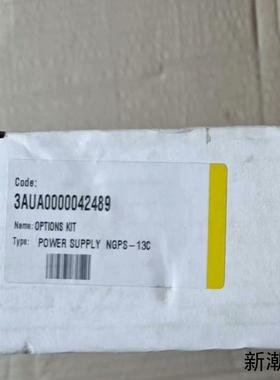 Code:
3AUA0000042489
Name: OPTIONS KIT
Type: POWER SUPPLY NGPS-13C
新潮